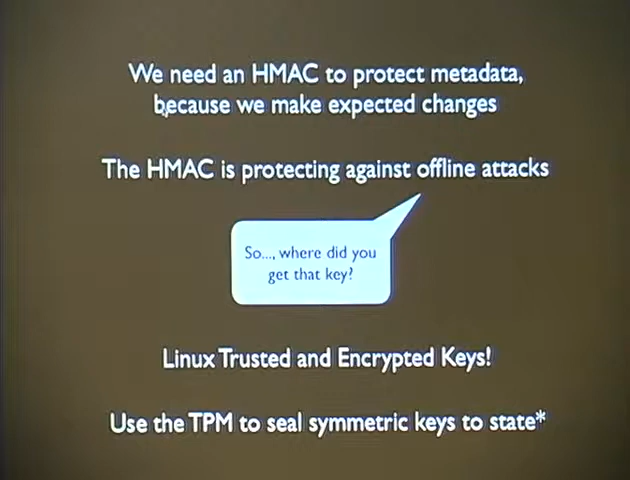 We need an HMAC to protect metadata,
because we make expected changes
The HMAC is protecting against offline attacks
So..., where did you
get that key?
Linux Trusted and Encrypted Keys!
Use the TPM to seal symmetric keys to state*